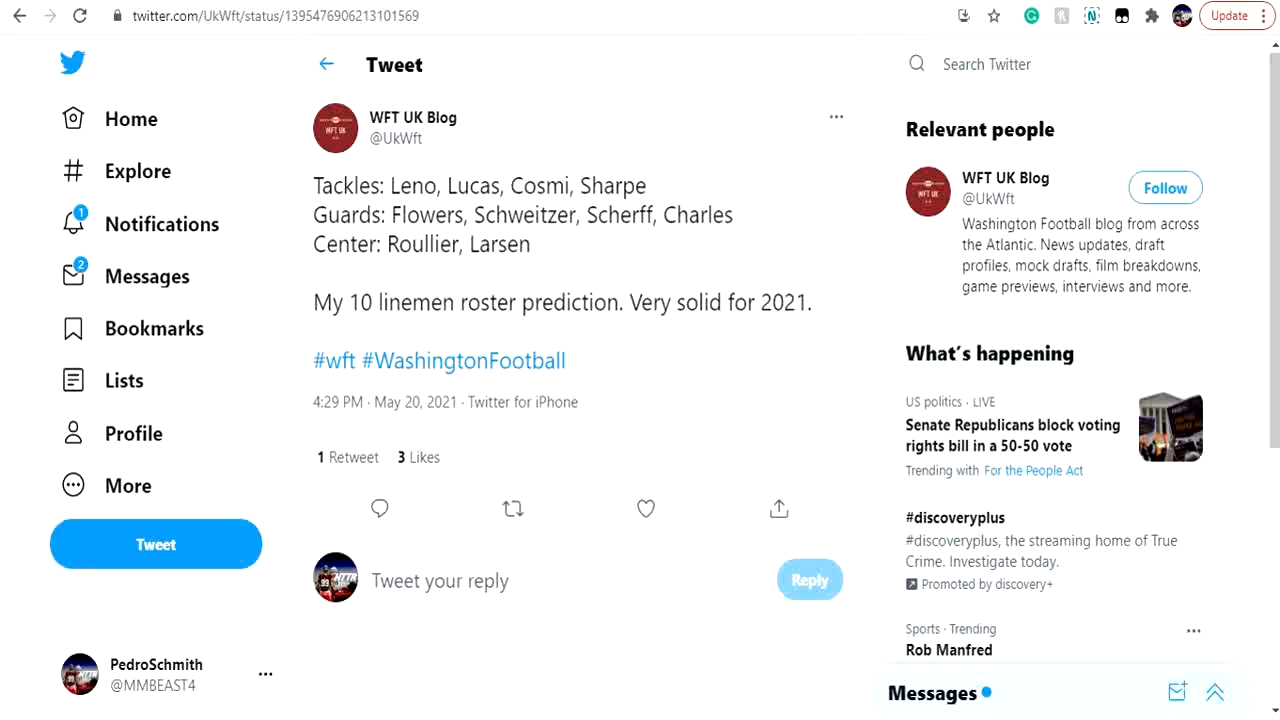 twitter.com/UkWft/status/1395476906213101569
Update
Tweet
Search Twitter
Home
Explore
1
Notifications
2
Messages
Bookmarks
Lists
Profile
More
Tweet
PedroSchmith
@MMBEAST4
WFT UK Blog
@UkWft
Tackles: Leno, Lucas, Cosmi, Sharpe
Guards: Flowers, Schweitzer, Scherff, Charles
Center: Roullier, Larsen
My 10 linemen roster prediction. Very solid for 2021.
#wft #WashingtonFootball
4:29 PM · May 20, 2021 · Twitter for iPhone
1 Retweet 3 Likes
Tweet your reply
Reply
Relevant people
WFT UK Blog
@UkWft
Follow
Washington Football blog from across
the Atlantic. News updates, draft
profiles, mock drafts, film breakdowns,
game previews, interviews and more.
What's happening
US politics · LIVE
Senate Republicans block voting
rights bill in a 50-50 vote
Trending with For the People Act
#discoveryplus
#discoveryplus, the streaming home of True
Crime. Investigate today.
Promoted by discovery+
Sports · Trending
Rob Manfred
Messages